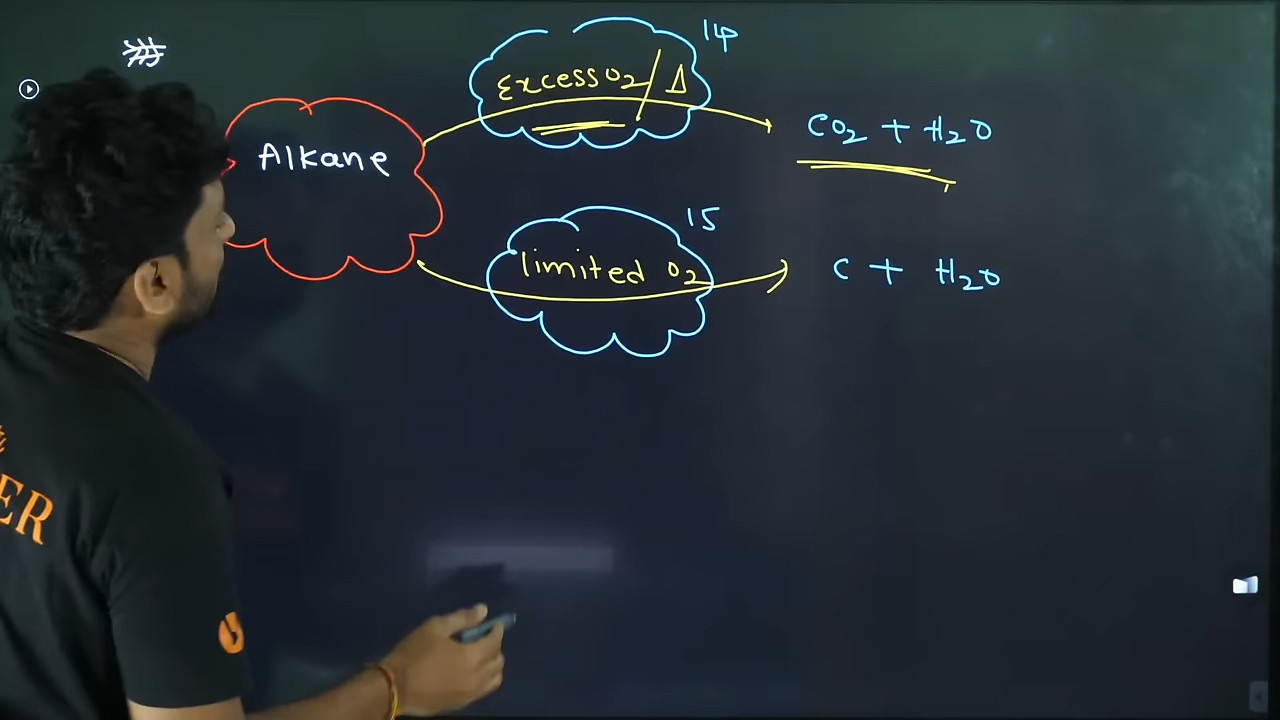 14
Excess O2 / Δ
CO2 + H2O
Alkane
15
limited O2
C + H2O
ER